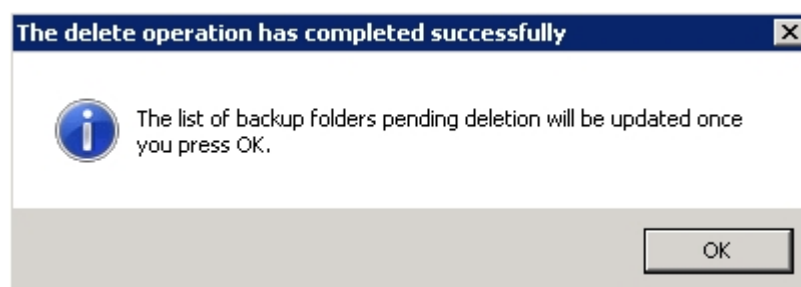 The delete operation has completed successfully
The list of backup folders pending deletion will be updated once
you press OK.
OK